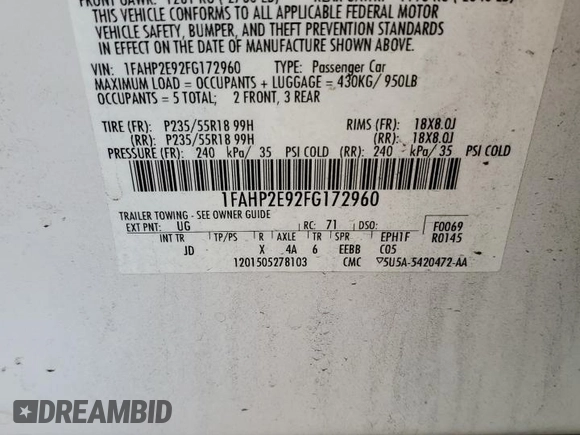 THIS VEHICLE CONFORMS TO ALL APPLICABLE FEDERAL MOTOR
VEHICLE SAFETY, BUMPER, AND THEFT PREVENTION STANDARDS
IN EFFECT ON THE DATE OF MANUFACTURE SHOWN ABOVE.
VIN: 1FAHP2E92FG172960 TYPE: Passenger Car
MAXIMUM LOAD = OCCUPANTS + LUGGAGE = 430KG/ 950LB
OCCUPANTS = 5 TOTAL; 2 FRONT, 3 REAR
TIRE (FR): P235/55R18 99H RIMS (FR): 18X8.0J
(RR): P235/55R18 99H (RR): 18X8.0J
PRESSURE (FR): 240 kPa/ 35 PSI COLD (RR): 240 kPa/ 35 PSI COLD
1FAHP2E92FG172960
TRAILER TOWING - SEE OWNER GUIDE
EXT PNT: UG RC: 71 DSO: F0069
INT TR TP/PS R AXLE TR SPR EPH1F R0145
JD X 4A 6 EEBB C05
1201505278103 CMC ▽5U5A-5420472-AA
DREAMBID